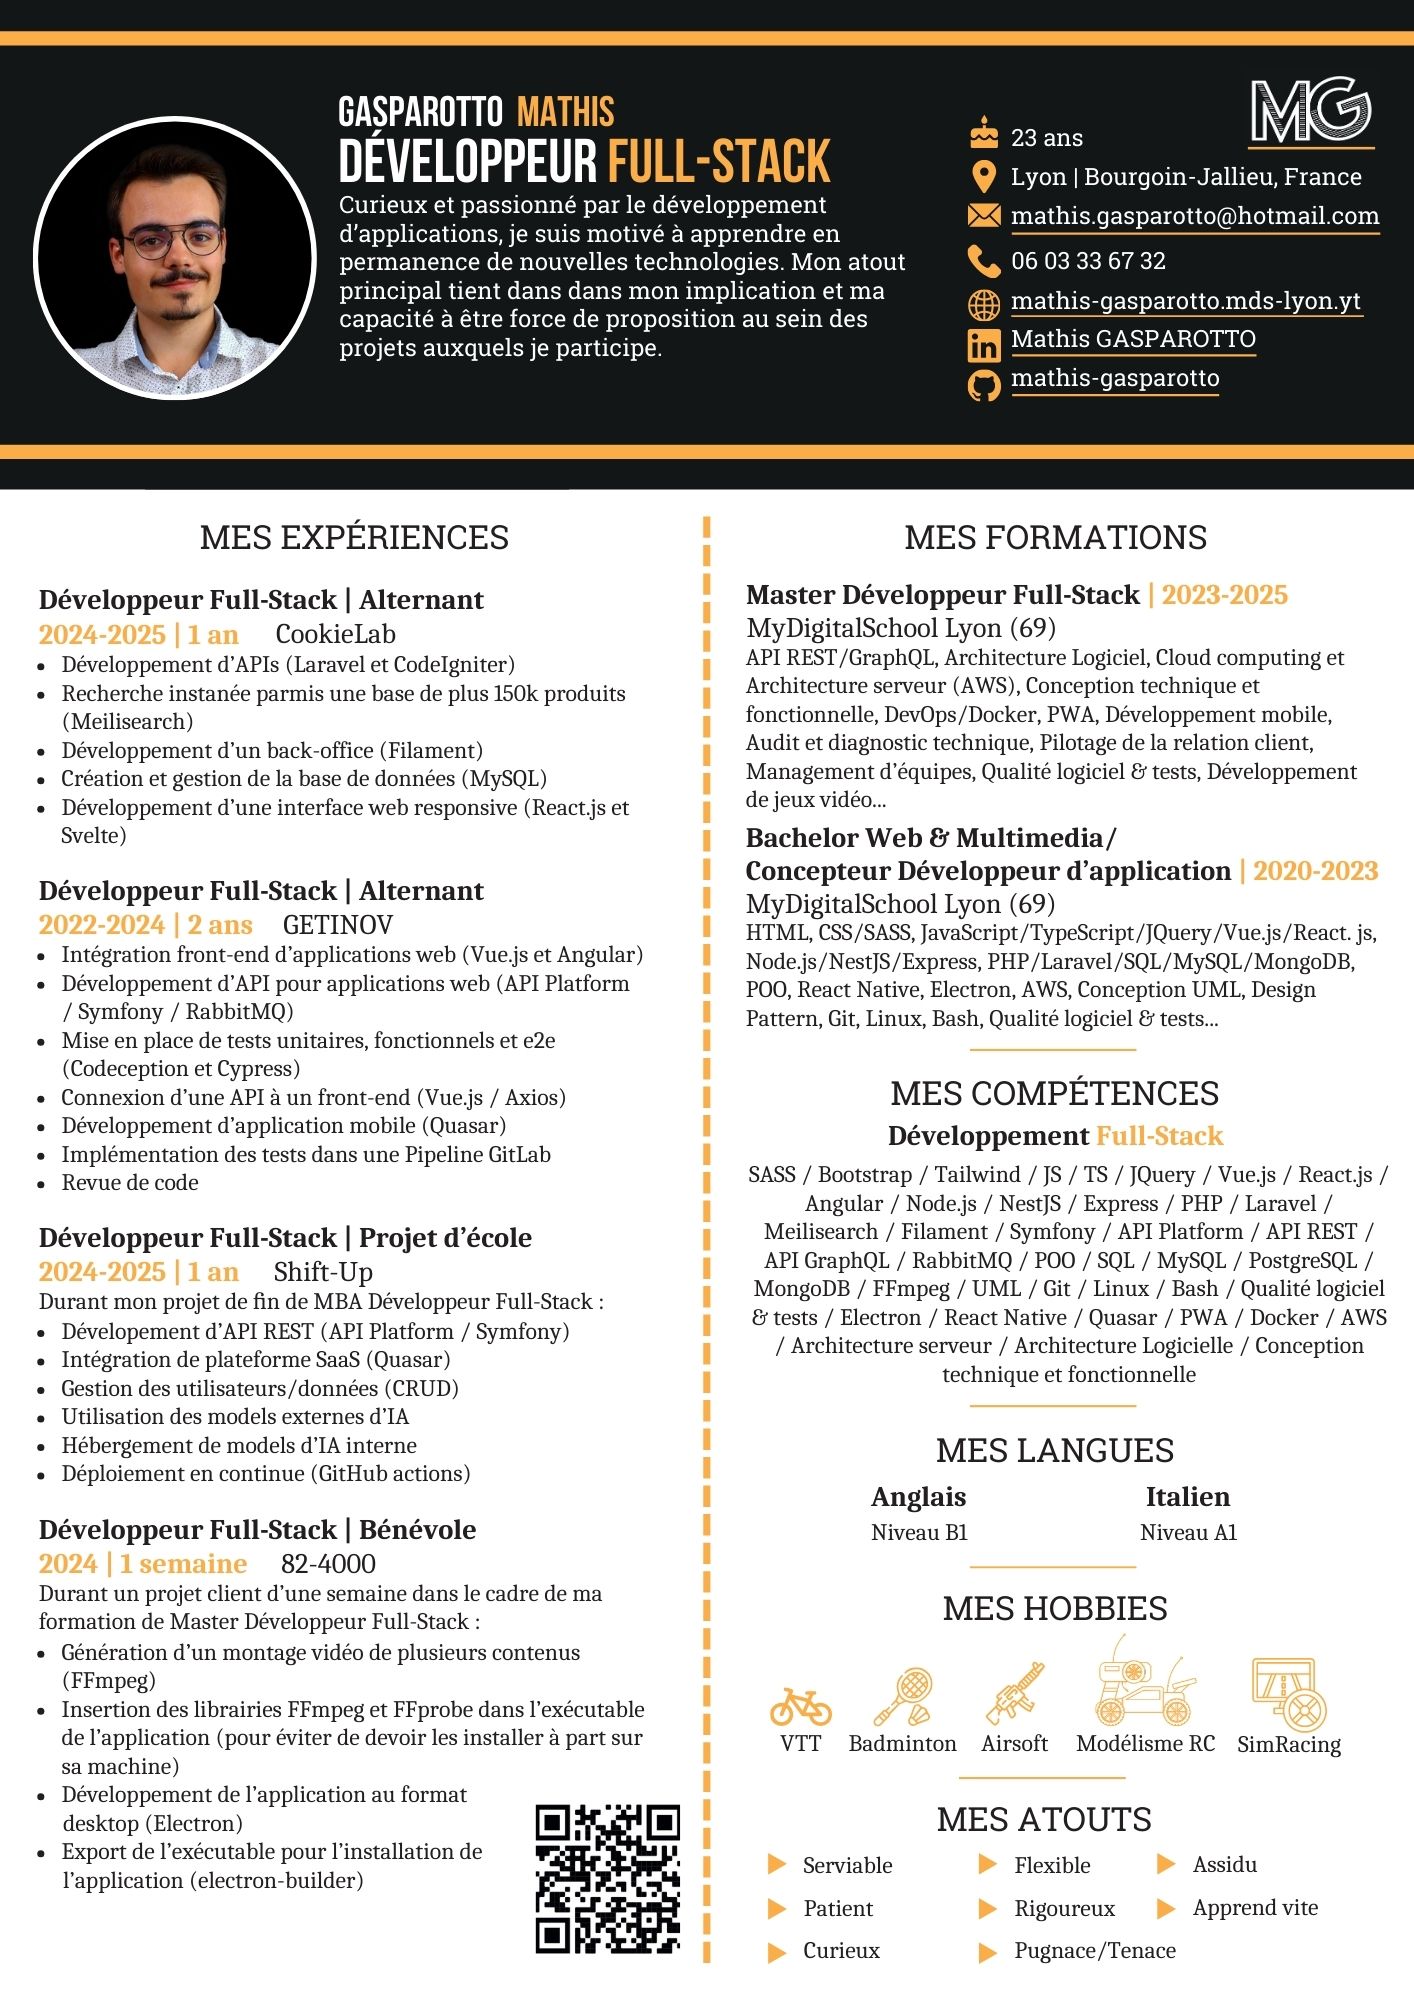 GASPAROTTO MATHIS
DÉVELOPPEUR FULL-STACK
Curieux et passionné par le développement
d’applications, je suis motivé à apprendre en
permanence de nouvelles technologies. Mon atout
principal tient dans dans mon implication et ma
capacité à être force de proposition au sein des
projets auxquels je participe.
MG
23 ans
Lyon | Bourgoin-Jallieu, France
mathis.gasparotto@hotmail.com
06 03 33 67 32
mathis-gasparotto.mds-lyon.yt
Mathis GASPAROTTO
mathis-gasparotto
MES EXPÉRIENCES
Développeur Full-Stack | Alternant
2024-2025 | 1 an CookieLab
• Développement d’APIs (Laravel et CodeIgniter)
• Recherche instanée parmis une base de plus 150k produits
(Meilisearch)
• Développement d’un back-office (Filament)
• Création et gestion de la base de données (MySQL)
• Développement d’une interface web responsive (React.js et
Svelte)
Développeur Full-Stack | Alternant
2022-2024 | 2 ans GETINOV
• Intégration front-end d’applications web (Vue.js et Angular)
• Développement d’API pour applications web (API Platform
/ Symfony / RabbitMQ)
• Mise en place de tests unitaires, fonctionnels et e2e
(Codeception et Cypress)
• Connexion d’une API à un front-end (Vue.js / Axios)
• Développement d’application mobile (Quasar)
• Implémentation des tests dans une Pipeline GitLab
• Revue de code
Développeur Full-Stack | Projet d’école
2024-2025 | 1 an Shift-Up
Durant mon projet de fin de MBA Développeur Full-Stack :
• Dévelopement d’API REST (API Platform / Symfony)
• Intégration de plateforme SaaS (Quasar)
• Gestion des utilisateurs/données (CRUD)
• Utilisation des models externes d’IA
• Hébergement de models d’IA interne
• Déploiement en continue (GitHub actions)
Développeur Full-Stack | Bénévole
2024 | 1 semaine 82-4000
Durant un projet client d’une semaine dans le cadre de ma
formation de Master Développeur Full-Stack :
• Génération d’un montage vidéo de plusieurs contenus
(FFmpeg)
• Insertion des librairies FFmpeg et FFprobe dans l’exécutable
de l’application (pour éviter de devoir les installer à part sur
sa machine)
• Développement de l’application au format
desktop (Electron)
• Export de l’exécutable pour l’installation de
l’application (electron-builder)
MES FORMATIONS
Master Développeur Full-Stack | 2023-2025
MyDigitalSchool Lyon (69)
API REST/GraphQL, Architecture Logiciel, Cloud computing et
Architecture serveur (AWS), Conception technique et
fonctionnelle, DevOps/Docker, PWA, Développement mobile,
Audit et diagnostic technique, Pilotage de la relation client,
Management d’équipes, Qualité logiciel & tests, Développement
de jeux vidéo...
Bachelor Web & Multimedia/
Concepteur Développeur d’application | 2020-2023
MyDigitalSchool Lyon (69)
HTML, CSS/SASS, JavaScript/TypeScript/JQuery/Vue.js/React. js,
Node.js/NestJS/Express, PHP/Laravel/SQL/MySQL/MongoDB,
POO, React Native, Electron, AWS, Conception UML, Design
Pattern, Git, Linux, Bash, Qualité logiciel & tests...
MES COMPÉTENCES
Développement Full-Stack
SASS / Bootstrap / Tailwind / JS / TS / JQuery / Vue.js / React.js /
Angular / Node.js / NestJS / Express / PHP / Laravel /
Meilisearch / Filament / Symfony / API Platform / API REST /
API GraphQL / RabbitMQ / POO / SQL / MySQL / PostgreSQL /
MongoDB / FFmpeg / UML / Git / Linux / Bash / Qualité logiciel
& tests / Electron / React Native / Quasar / PWA / Docker / AWS
/ Architecture serveur / Architecture Logicielle / Conception
technique et fonctionnelle
MES LANGUES
Anglais Italien
Niveau B1 Niveau A1
MES HOBBIES
VTT Badminton Airsoft Modélisme RC SimRacing
MES ATOUTS
Serviable Flexible Assidu
Patient Rigoureux Apprend vite
Curieux Pugnace/Tenace